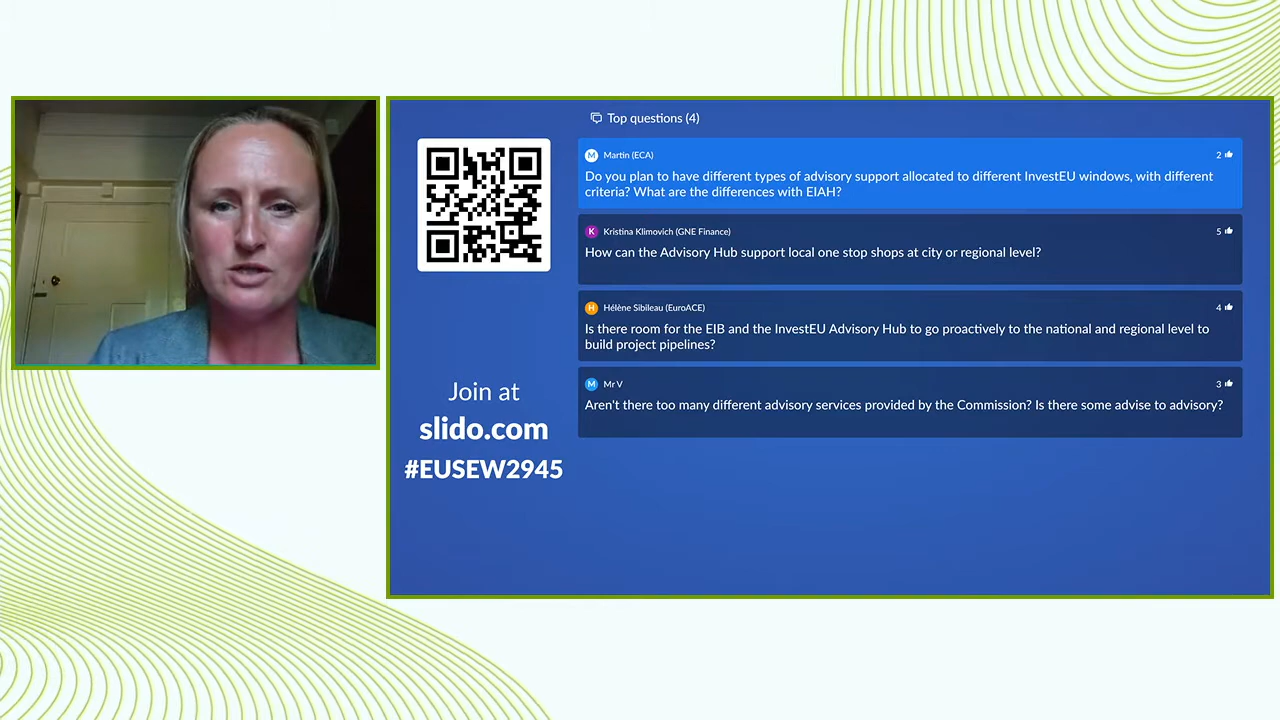 Top questions (4)
M Martin (ECA) 2
Do you plan to have different types of advisory support allocated to different InvestEU windows, with different
criteria? What are the differences with EIAH?
K Kristina Klimovich (GNE Finance) 5
How can the Advisory Hub support local one stop shops at city or regional level?
H Hélène Sibileau (EuroACE) 4
Is there room for the EIB and the InvestEU Advisory Hub to go proactively to the national and regional level to
build project pipelines?
M Mr V 3
Aren't there too many different advisory services provided by the Commission? Is there some advise to advisory?
Join at
slido.com
#EUSEW2945